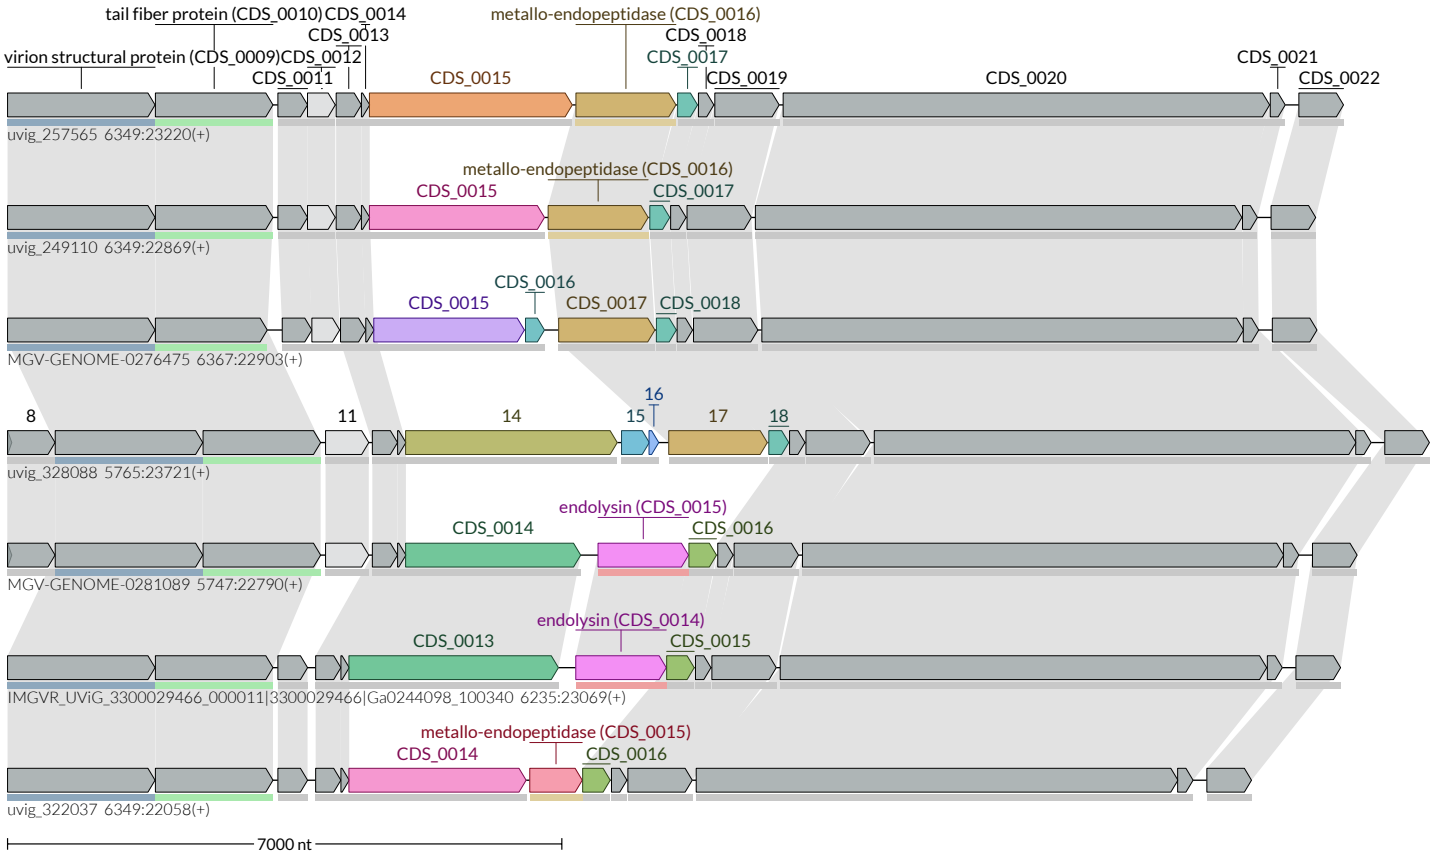 tail fiber protein (CDS_0010) CDS_0014 metallo-endopeptidase (CDS_0016)
CDS_0013 CDS_0018
virion structural protein (CDS_0009) CDS_0012 CDS_0017 CDS_0021
CDS_0011 CDS_0015 CDS_0019 CDS_0020 CDS_0022
uvig_257565 6349:23220(+)
metallo-endopeptidase (CDS_0016)
CDS_0015 CDS_0017
uvig_249110 6349:22869(+)
CDS_0016
CDS_0015 CDS_0017 CDS_0018
MGV-GENOME-0276475 6367:22903(+)
16
8 11 14 15 17 18
uvig_328088 5765:23721(+)
endolysin (CDS_0015)
CDS_0014 CDS_0016
MGV-GENOME-0281089 5747:22790(+)
endolysin (CDS_0014)
CDS_0013 CDS_0015
IMGVR_UViG_3300029466_000011|3300029466|Ga0244098_100340 6235:23069(+)
metallo-endopeptidase (CDS_0015)
CDS_0014 CDS_0016
uvig_322037 6349:22058(+)
7000 nt